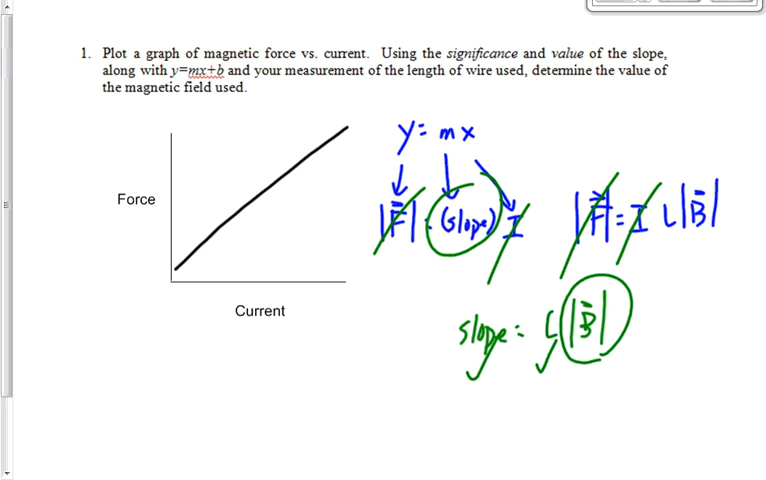 1. Plot a graph of magnetic force vs. current. Using the significance and value of the slope,
along with y=mx+b and your measurement of the length of wire used, determine the value of
the magnetic field used.
y = mx
Force
|F| = (slope) I
|F| = I L|B|
Current
slope = L|B|